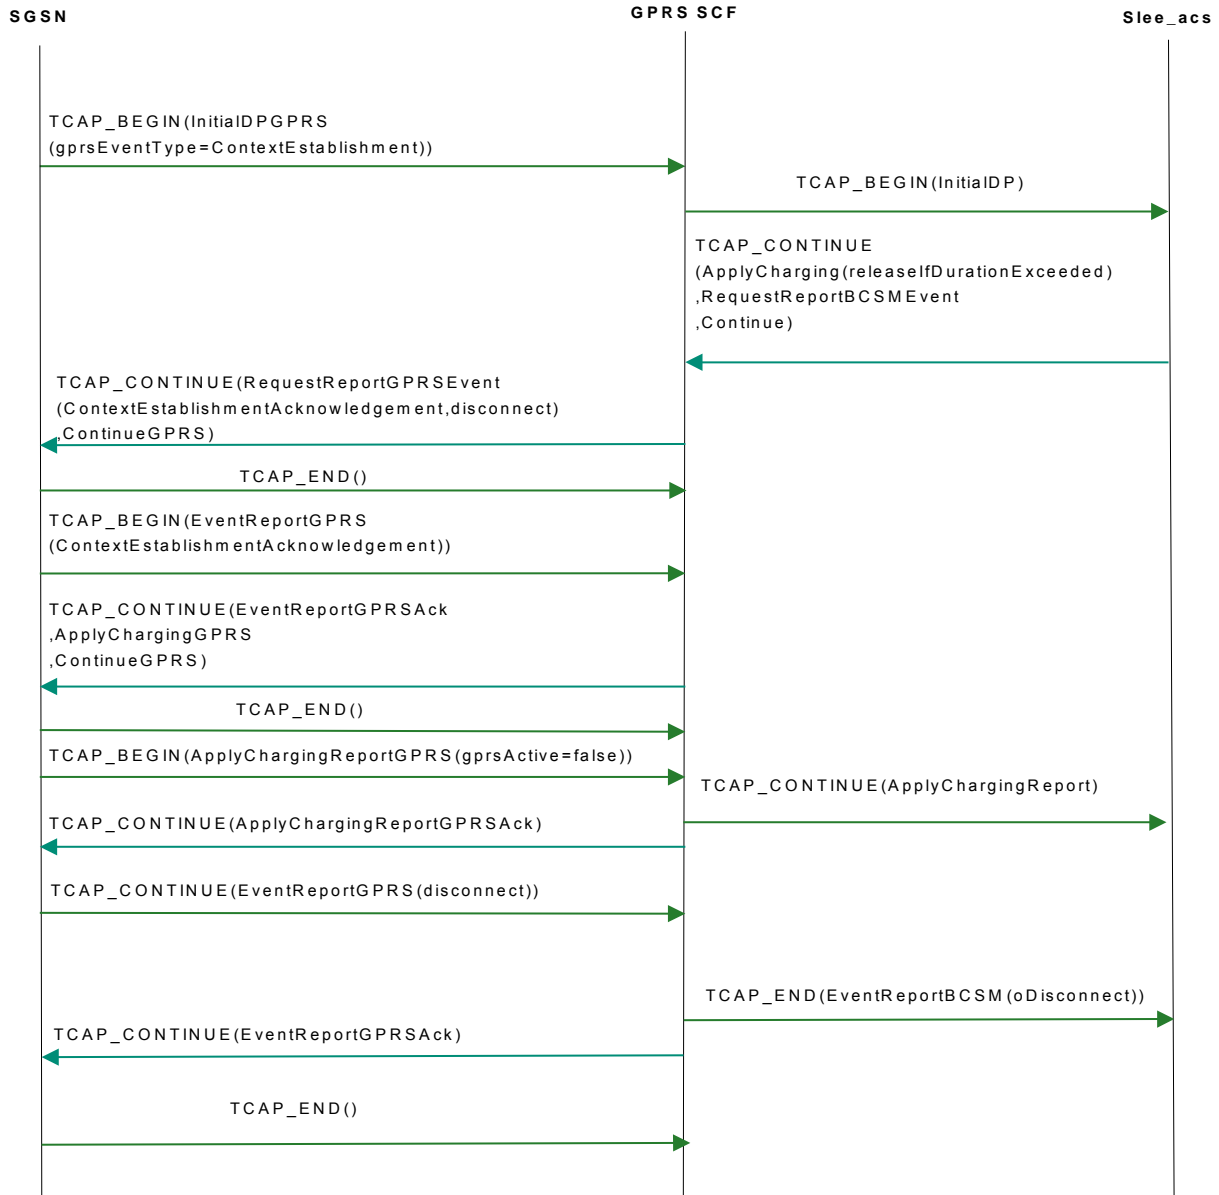 SGSN
GPRS SCF
Slee_acs
TCAP_BEGIN(InitialDPGPRS
(gprsEventType=ContextEstablishment))
TCAP_BEGIN(InitialDP)
TCAP_CONTINUE
(ApplyCharging(releaseIfDurationExceeded)
,RequestReportBCSMEvent
,Continue)
TCAP_CONTINUE(RequestReportGPRSEvent
(ContextEstablishmentAcknowledgement,disconnect)
,ContinueGPRS)
TCAP_END()
TCAP_BEGIN(EventReportGPRS
(ContextEstablishmentAcknowledgement))
TCAP_CONTINUE(EventReportGPRSAck
,ApplyChargingGPRS
,ContinueGPRS)
TCAP_END()
TCAP_BEGIN(ApplyChargingReportGPRS(gprsActive=false))
TCAP_CONTINUE(ApplyChargingReport)
TCAP_CONTINUE(ApplyChargingReportGPRSAck)
TCAP_CONTINUE(EventReportGPRS(disconnect))
TCAP_END(EventReportBCSM(oDisconnect))
TCAP_CONTINUE(EventReportGPRSAck)
TCAP_END()